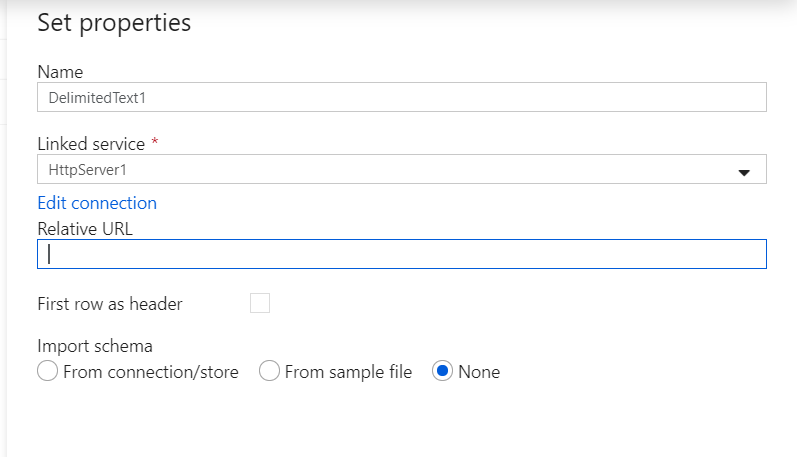 Set properties
Name
DelimitedText1
Linked service *
HttpServer1
Edit connection
Relative URL
First row as header
Import schema
From connection/store From sample file None